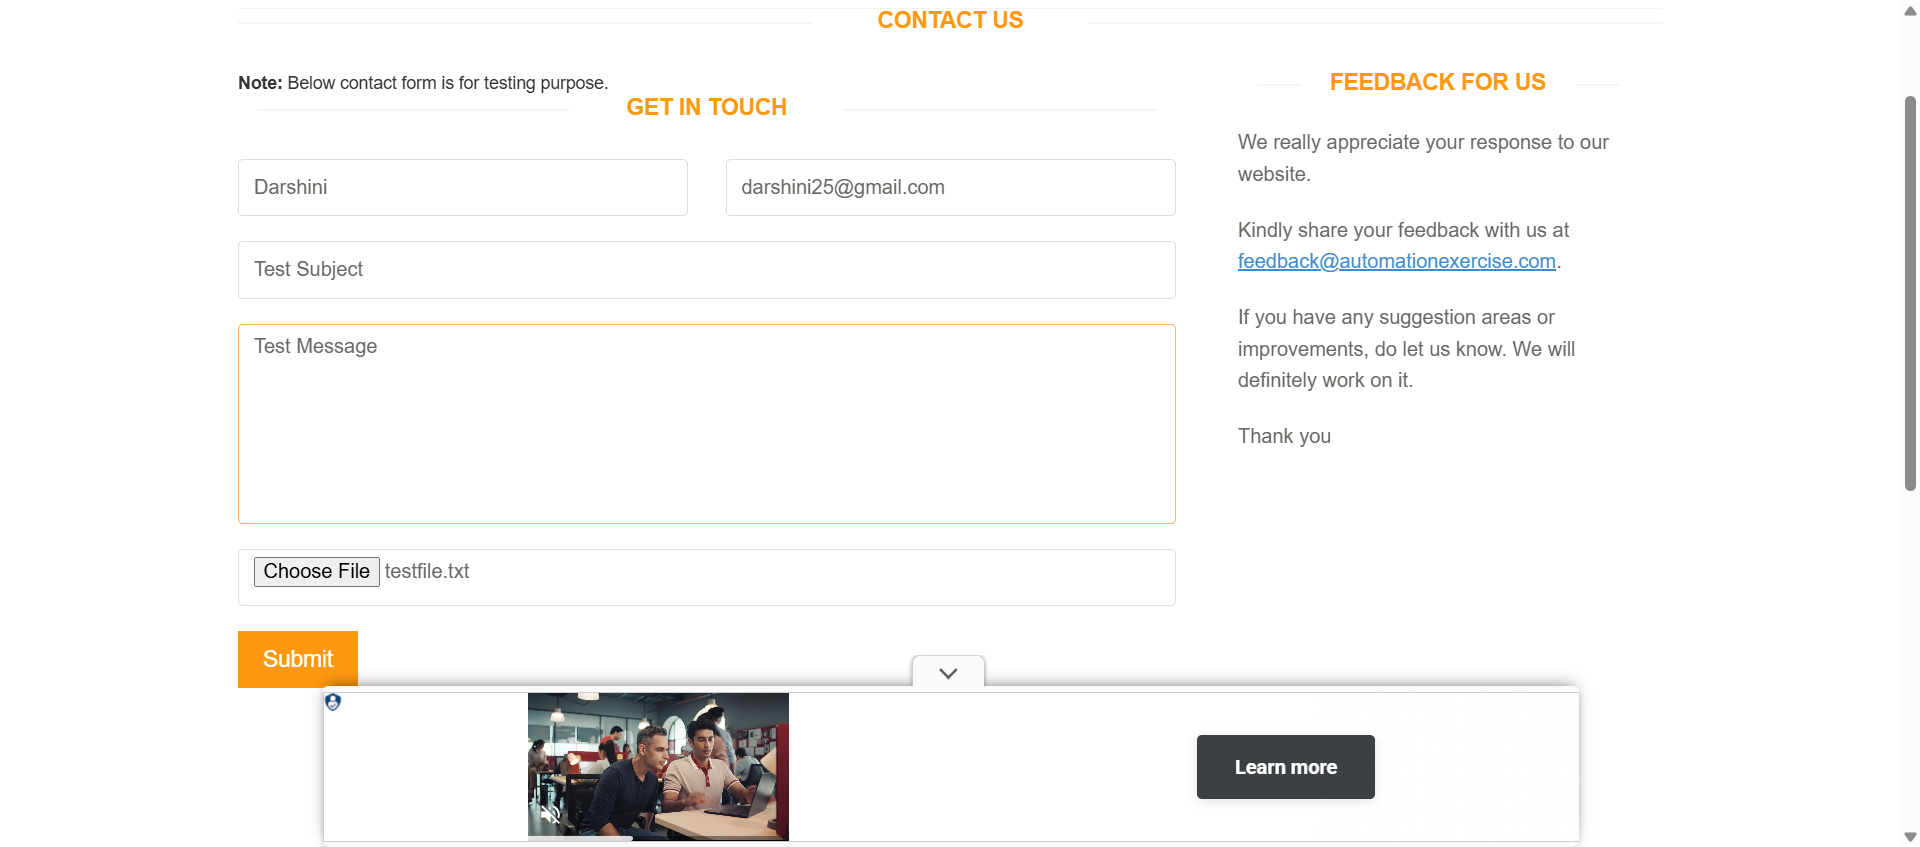 CONTACT US
Note: Below contact form is for testing purpose.
GET IN TOUCH
Darshini
darshini25@gmail.com
Test Subject
Test Message
Choose File testfile.txt
Submit
FEEDBACK FOR US
We really appreciate your response to our
website.
Kindly share your feedback with us at
feedback@automationexercise.com.
If you have any suggestion areas or
improvements, do let us know. We will
definitely work on it.
Thank you
Learn more